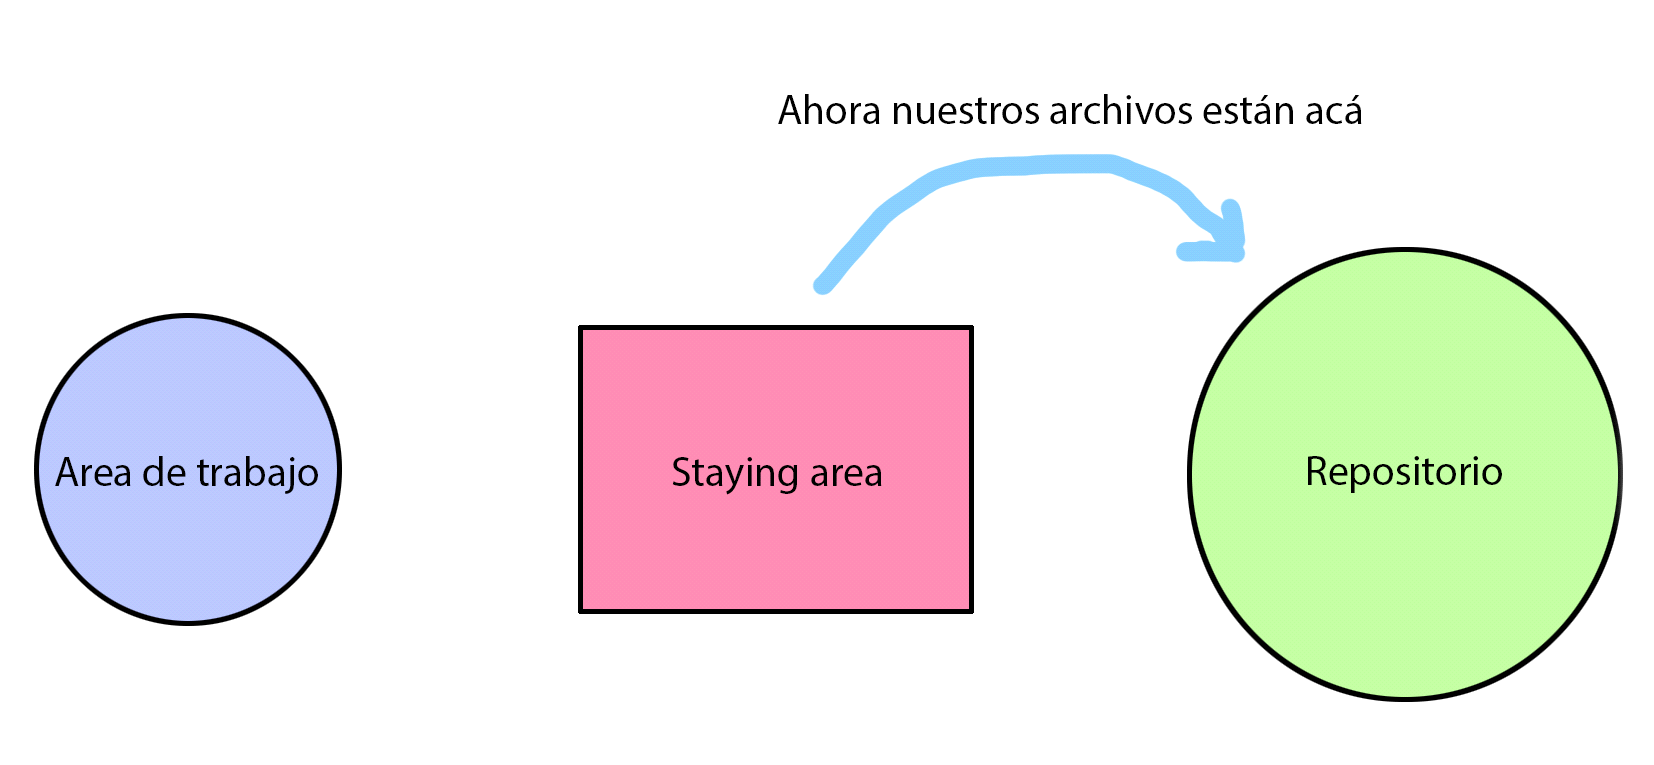 Ahora nuestros archivos están acá
Area de trabajo
Staying area
Repositorio